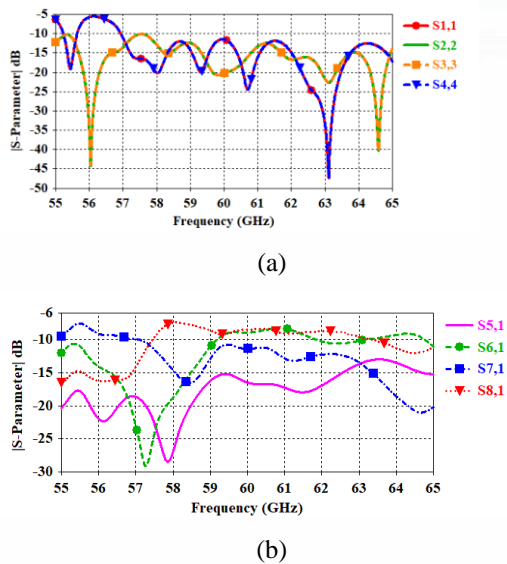 -5
-10
-15
-20
-25
-30
-35
-40
-45
-50
|S-Parameter| dB
55 56 57 58 59 60 61 62 63 64 65
Frequency (GHz)
S1,1
S2,2
S3,3
S4,4
(a)
-6
-10
-15
-20
-25
-30
|S-Parameter| dB
55 56 57 58 59 60 61 62 63 64 65
Frequency (GHz)
S5,1
S6,1
S7,1
S8,1
(b)